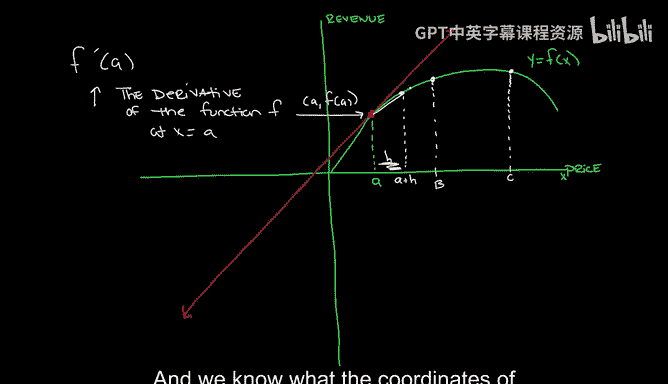 REVENUE
GPT中英字幕课程资源 bilibili
f'(a)
y=f(x)
↑ THE DERIVATIVE
of the function f
at x = a
(a, f(a))
h
a
a+h
B
C
x
PRICE
And we know what the coordinates of